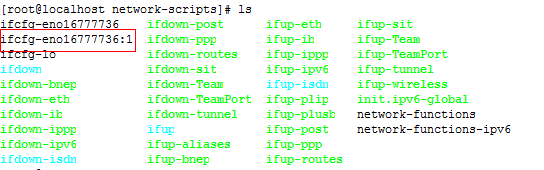 [root@localhost network-scripts]# ls
ifcfg-eno16777736 ifdown-post ifup-eth ifup-sit
ifcfg-eno16777736:1 ifdown-ppp ifup-ib ifup-Team
ifcfg-lo ifdown-routes ifup-ippp ifup-TeamPort
ifdown ifdown-sit ifup-ipv6 ifup-tunnel
ifdown-bnep ifdown-Team ifup-isdn ifup-wireless
ifdown-eth ifdown-TeamPort ifup-plip init.ipv6-global
ifdown-ib ifdown-tunnel ifup-plusb network-functions
ifdown-ippp ifup ifup-post network-functions-ipv6
ifdown-ipv6 ifup-aliases ifup-ppp
ifdown-isdn ifup-bnep ifup-routes